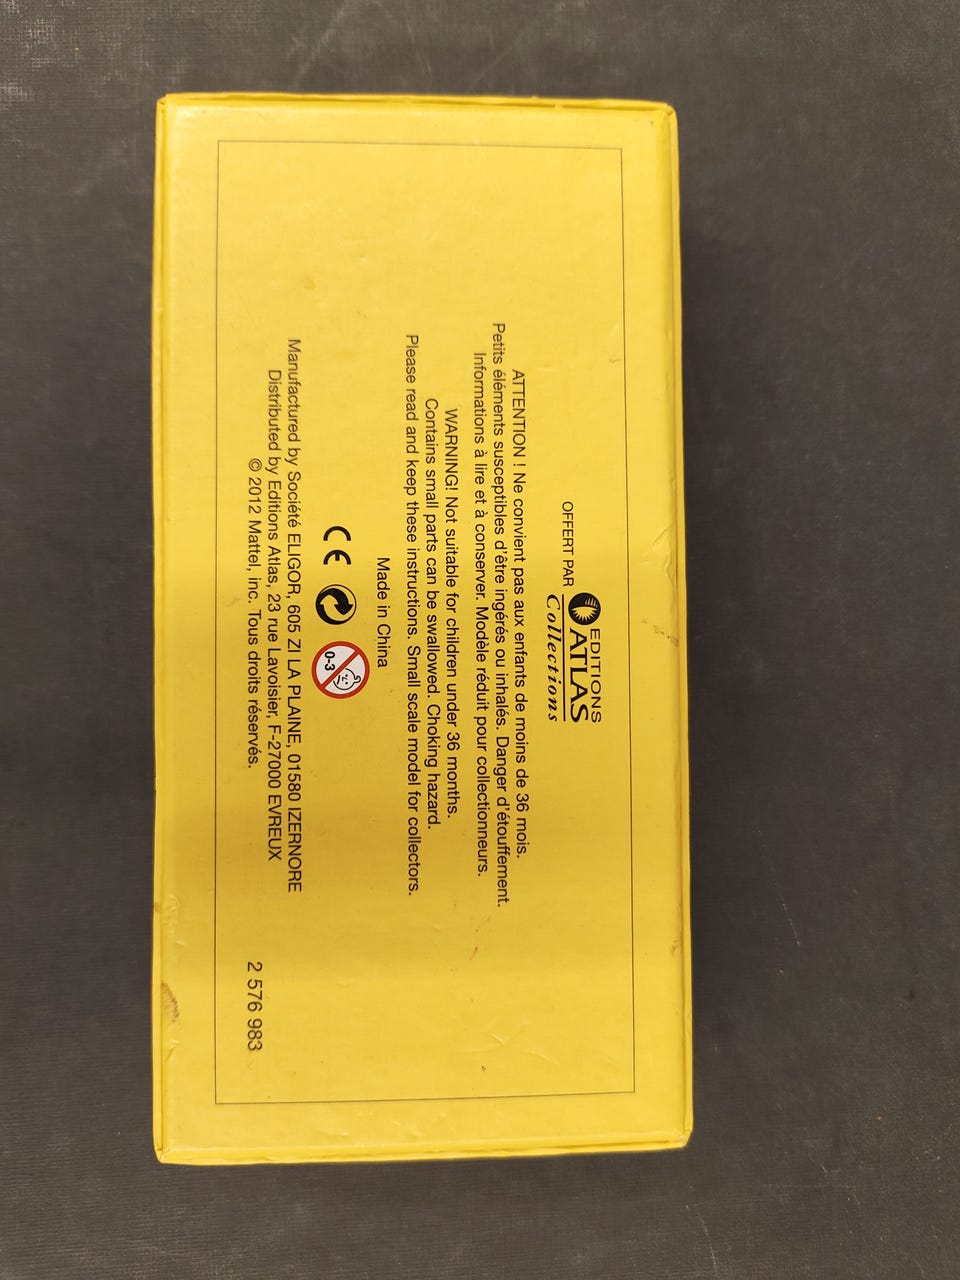 OFFERT PAR
EDITIONS
ATLAS
Collections
ATTENTION ! Ne convient pas aux enfants de moins de 36 mois.
Petits éléments susceptibles d'être ingérés ou inhalés. Danger d'étouffement.
Informations à lire et à conserver. Modèle réduit pour collectionneurs.
WARNING! Not suitable for children under 36 months.
Contains small parts can be swallowed. Choking hazard.
Please read and keep these instructions. Small scale model for collectors.
Made in China
CE
0-3
Manufactured by Société ELIGOR, 605 ZI LA PLAINE, 01580 IZERNORE
Distributed by Editions Atlas, 23 rue Lavoisier, F-27000 EVREUX
© 2012 Mattel, inc. Tous droits réservés.
2 576 983